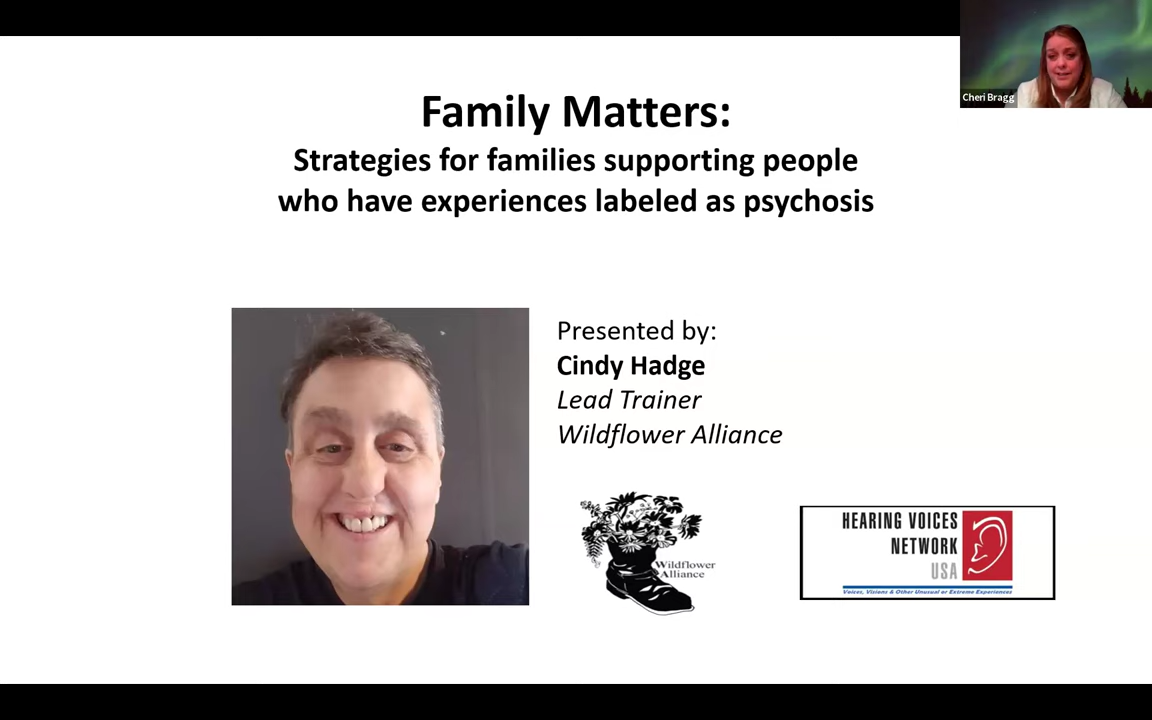 Cheri Bragg
Family Matters:
Strategies for families supporting people
who have experiences labeled as psychosis
Presented by:
Cindy Hadge
Lead Trainer
Wildflower Alliance
Wildflower
Alliance
HEARING VOICES
NETWORK
USA
Voices, Visions & Other Unusual or Extreme Experiences